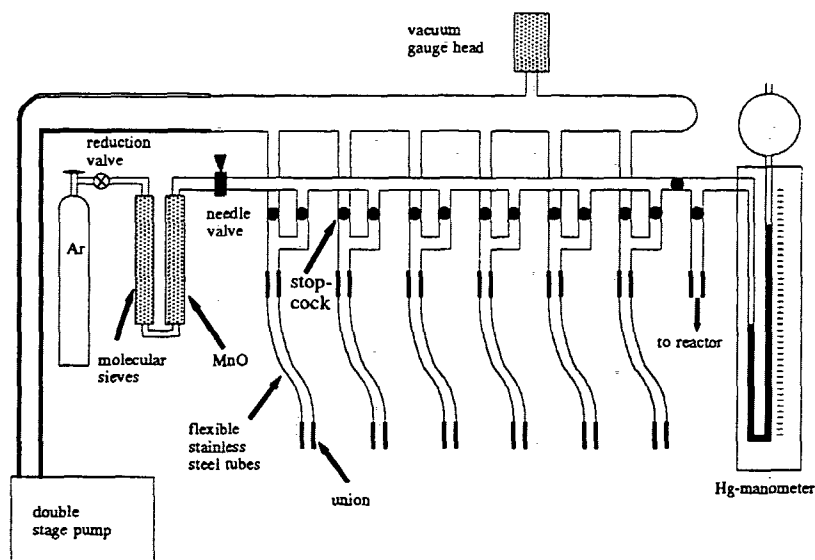 vacuum
gauge head
reduction
valve
Ar
needle
valve
stop-
cock
molecular
sieves
MnO
to reactor
flexible
stainless
steel tubes
union
Hg-manometer
double
stage pump